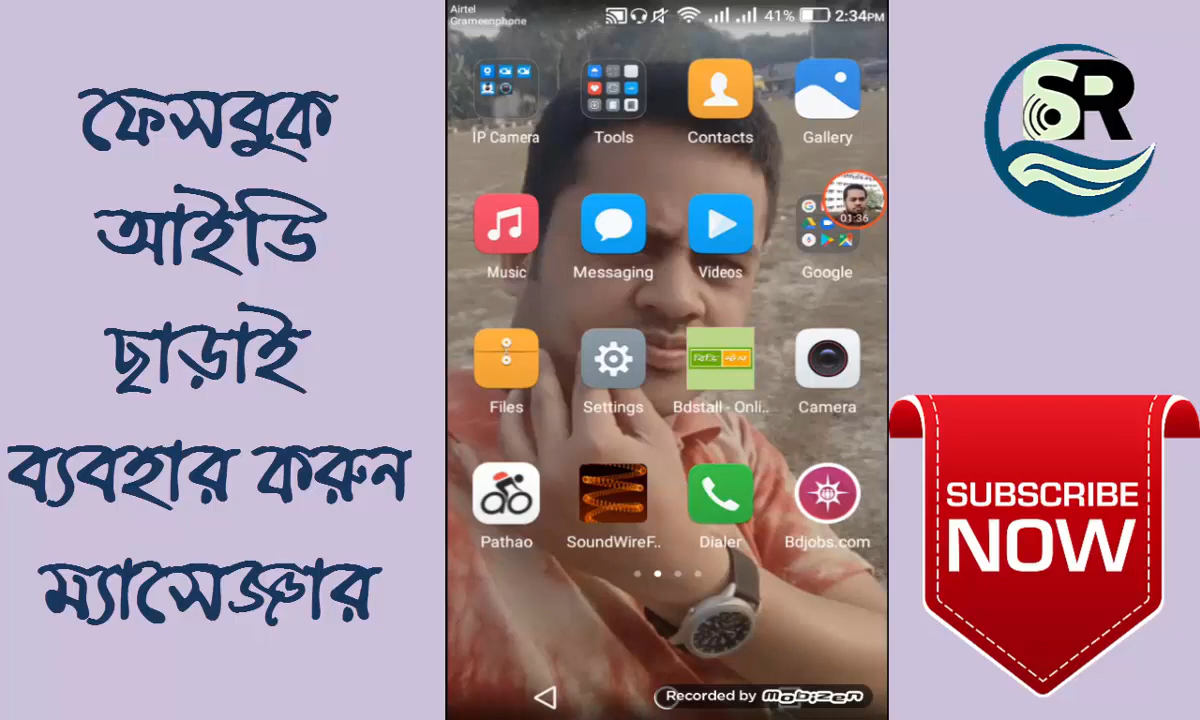 ফেসবুক
আইডি
ছাড়াই
ব্যবহার করুন
ম্যাসেঞ্জার
Airtel
Grameenphone
41% 2:34PM
IP Camera Tools Contacts Gallery
01:36
Music Messaging Videos Google
Files Settings Bdstall - Onli.. Camera
Pathao SoundWireF.. Dialer Bdjobs.com
Recorded by mobizen
SR
SUBSCRIBE
NOW